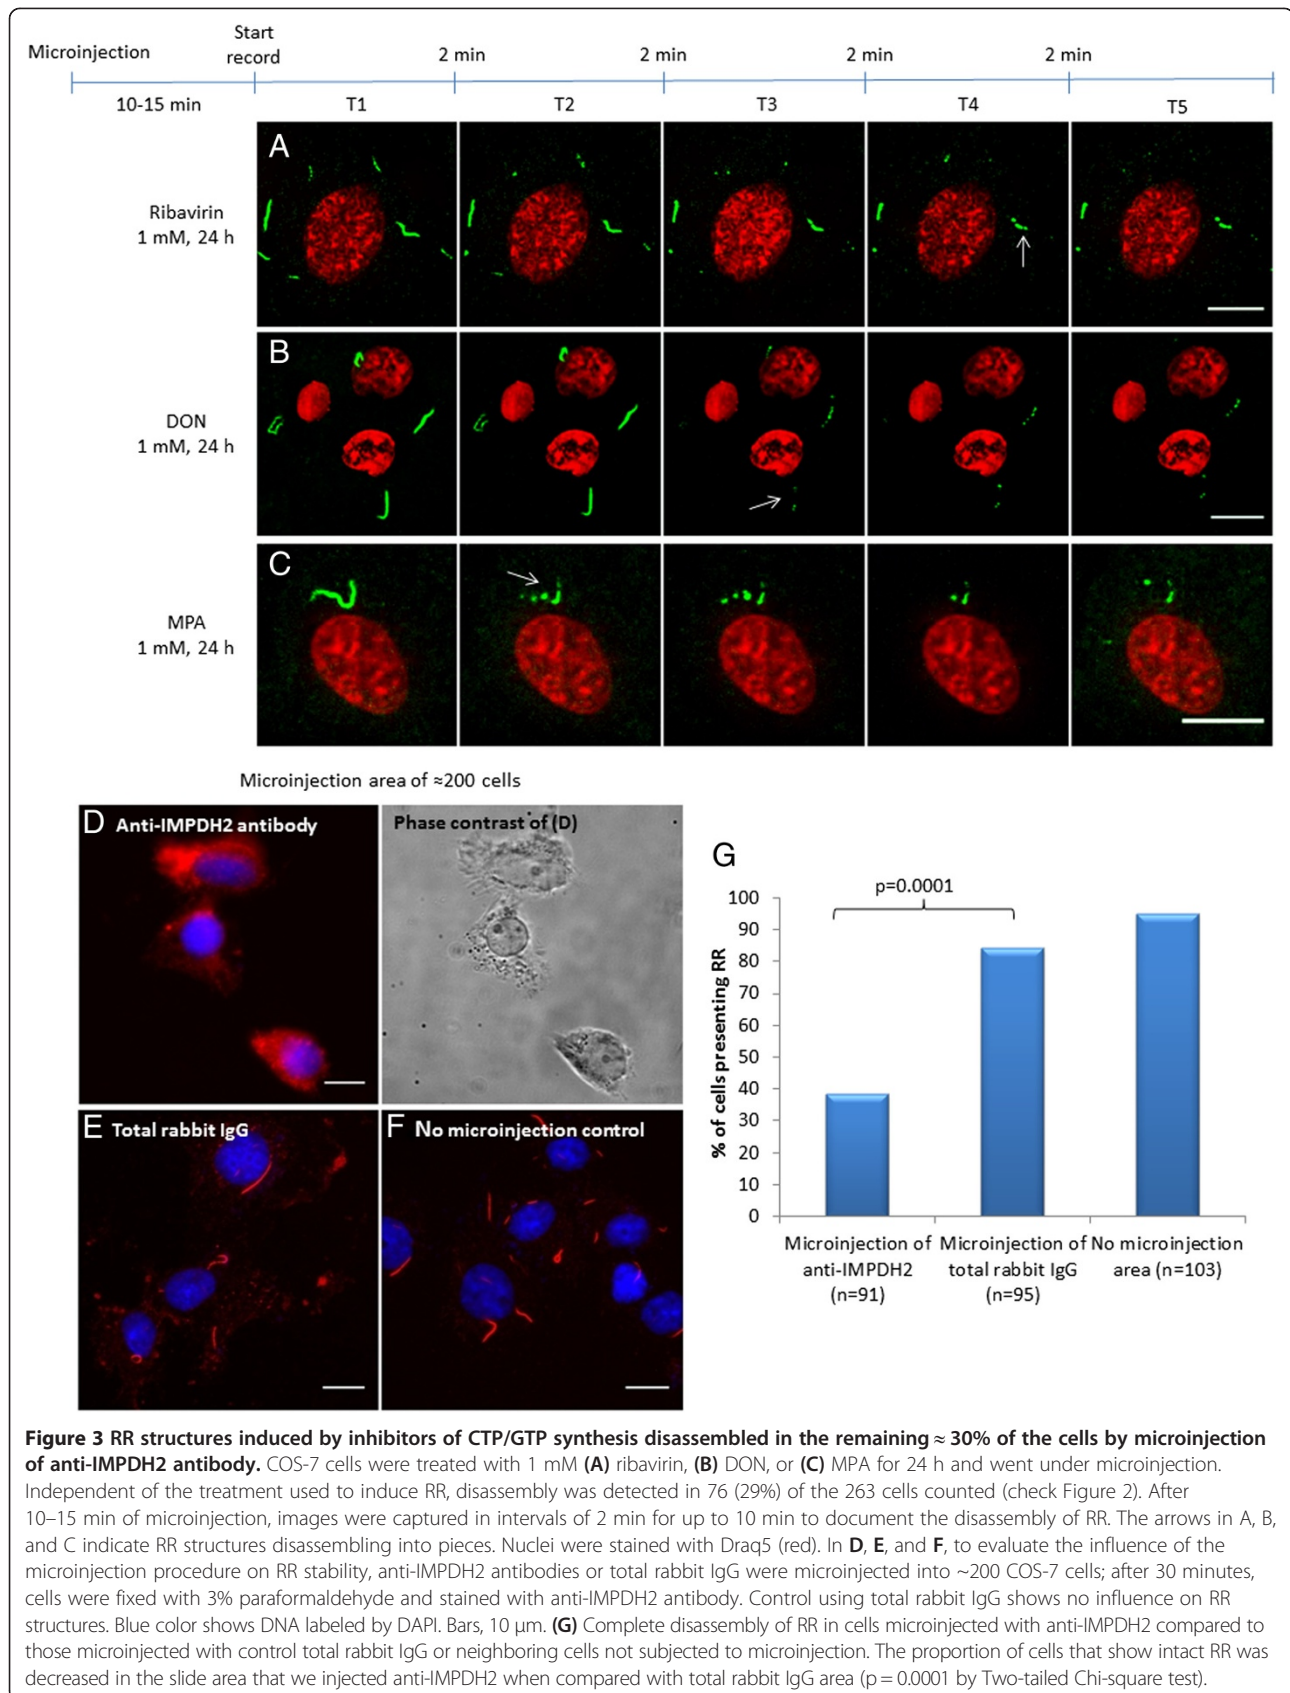 Microinjection
Start
record
2 min
2 min
2 min
2 min
10-15 min
T1
T2
T3
T4
T5
A
Ribavirin
1 mM, 24 h
B
DON
1 mM, 24 h
C
MPA
1 mM, 24 h
Microinjection area of ≈200 cells
D Anti-IMPDH2 antibody
Phase contrast of (D)
E Total rabbit IgG
F No microinjection control
G
p=0.0001
% of cells presenting RR
100
90
80
70
60
50
40
30
20
10
0
Microinjection of
anti-IMPDH2
(n=91)
Microinjection of
total rabbit IgG
(n=95)
No microinjection
area (n=103)
Figure 3 RR structures induced by inhibitors of CTP/GTP synthesis disassembled in the remaining ≈ 30% of the cells by microinjection
of anti-IMPDH2 antibody. COS-7 cells were treated with 1 mM (A) ribavirin, (B) DON, or (C) MPA for 24 h and went under microinjection.
Independent of the treatment used to induce RR, disassembly was detected in 76 (29%) of the 263 cells counted (check Figure 2). After
10–15 min of microinjection, images were captured in intervals of 2 min for up to 10 min to document the disassembly of RR. The arrows in A, B,
and C indicate RR structures disassembling into pieces. Nuclei were stained with Draq5 (red). In D, E, and F, to evaluate the influence of the
microinjection procedure on RR stability, anti-IMPDH2 antibodies or total rabbit IgG were microinjected into ~200 COS-7 cells; after 30 minutes,
cells were fixed with 3% paraformaldehyde and stained with anti-IMPDH2 antibody. Control using total rabbit IgG shows no influence on RR
structures. Blue color shows DNA labeled by DAPI. Bars, 10 μm. (G) Complete disassembly of RR in cells microinjected with anti-IMPDH2 compared to
those microinjected with control total rabbit IgG or neighboring cells not subjected to microinjection. The proportion of cells that show intact RR was
decreased in the slide area that we injected anti-IMPDH2 when compared with total rabbit IgG area (p = 0.0001 by Two-tailed Chi-square test).